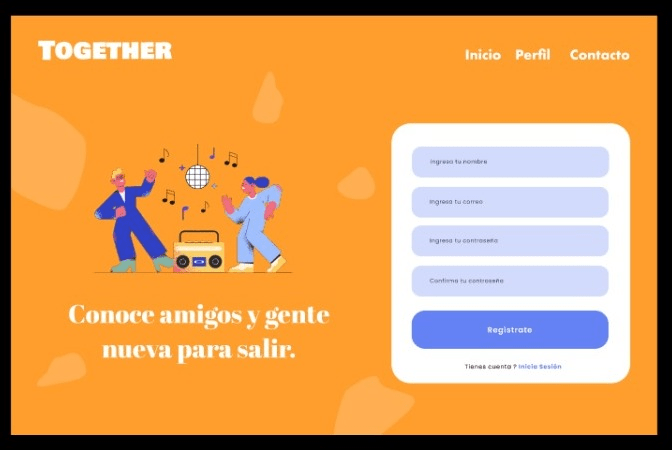 TOGETHER
Inicio Perfil Contacto
Ingresa tu nombre
Ingresa tu correo
Ingresa tu contraseña
Confirma tu contraseña
Regístrate
Tienes cuenta ? Inicia Sesión
Conoce amigos y gente
nueva para salir.